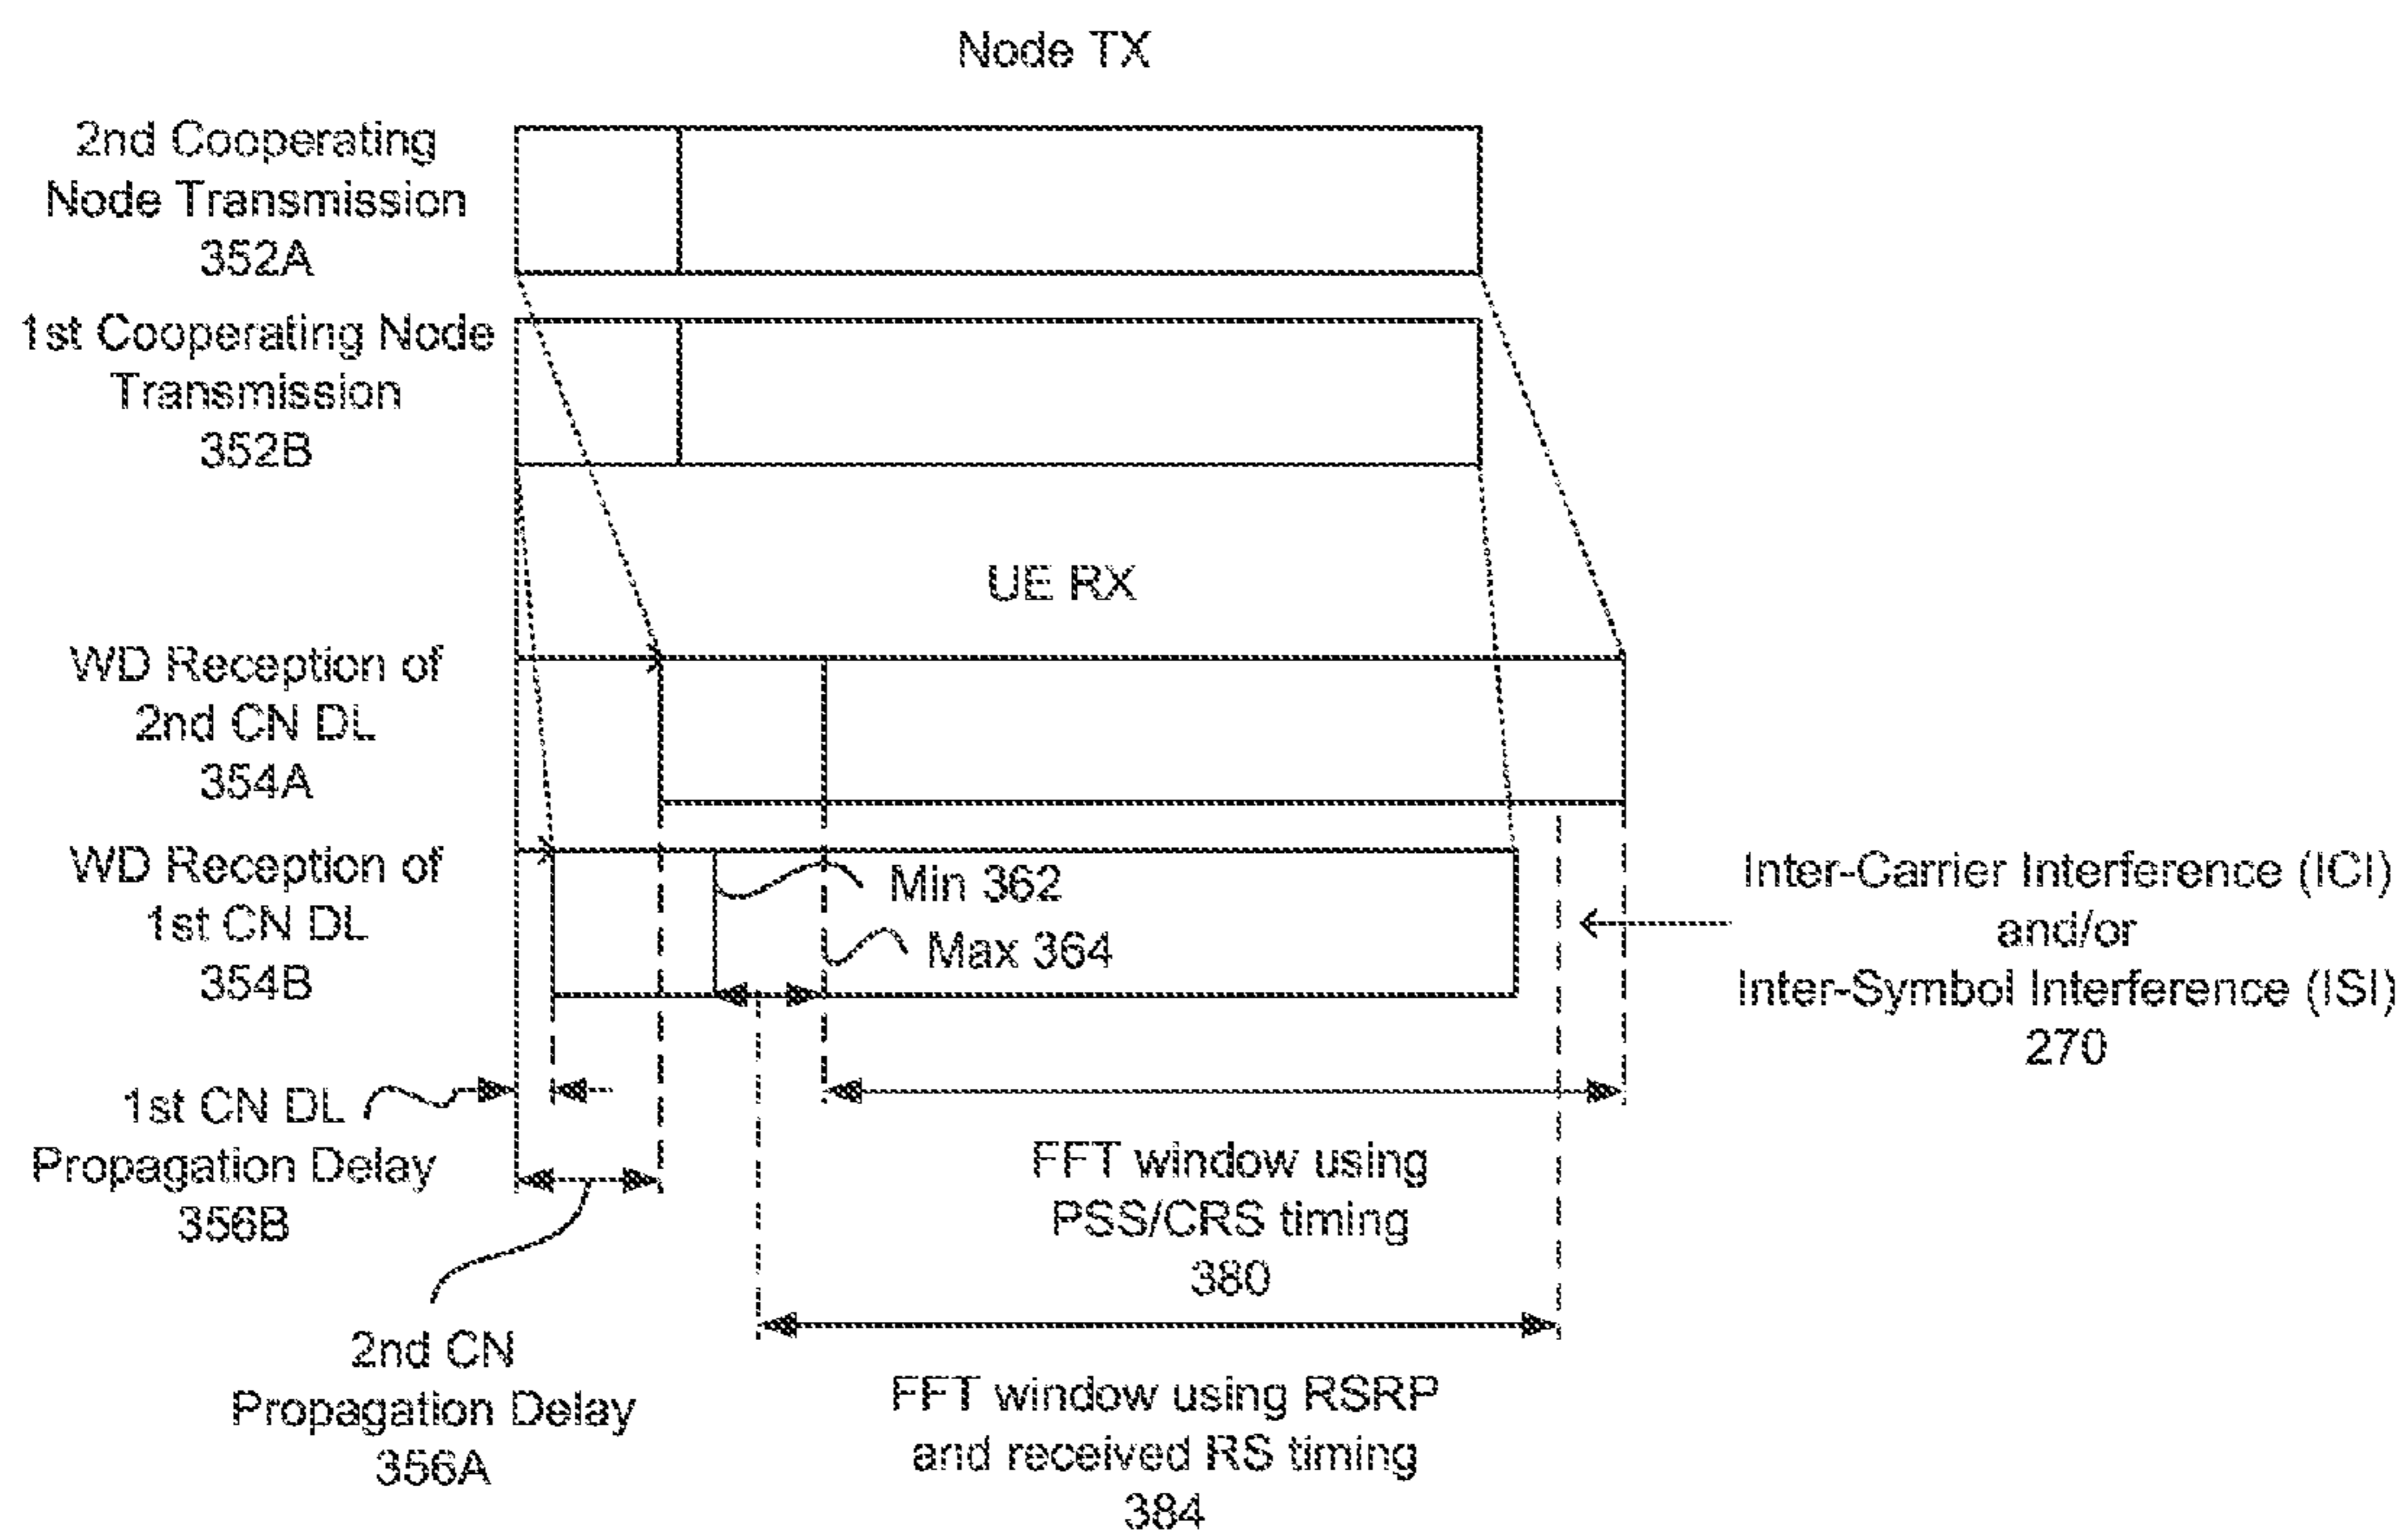 Node TX
2nd Cooperating
Node Transmission
352A
1st Cooperating Node
Transmission
352B
UE RX
WD Reception of
2nd CN DL
354A
WD Reception of
1st CN DL
354B
Min 362
Max 364
Inter-Carrier Interference (ICI)
and/or
Inter-Symbol Interference (ISI)
270
1st CN DL
Propagation Delay
356B
FFT window using
PSS/CRS timing
380
2nd CN
Propagation Delay
356A
FFT window using RSRP
and received RS timing
384